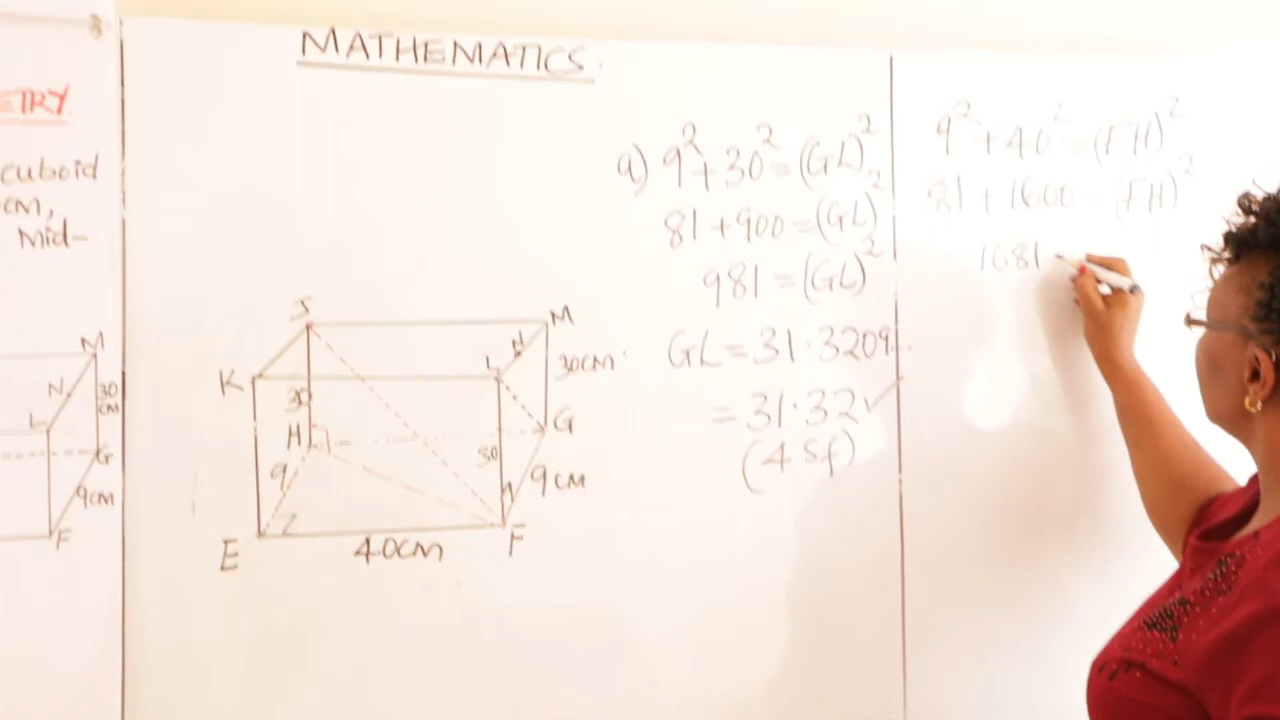 8
MATHEMATICS.
ETRY
cuboid
cm,
Mid-
M
N
30
CM
L
G
9cm
F
J
M
K
L
N
30cm
30
H
G
30
9
9cm
E
40cm
F
a) 9² + 30² = (GL)²
81 + 900 = (GL)²
981 = (GL)²
GL = 31.3209..
= 31.32 ✓
(4 Sf)
9² + 40² = (FH)²
81 + 1600 = (FH)²
1681